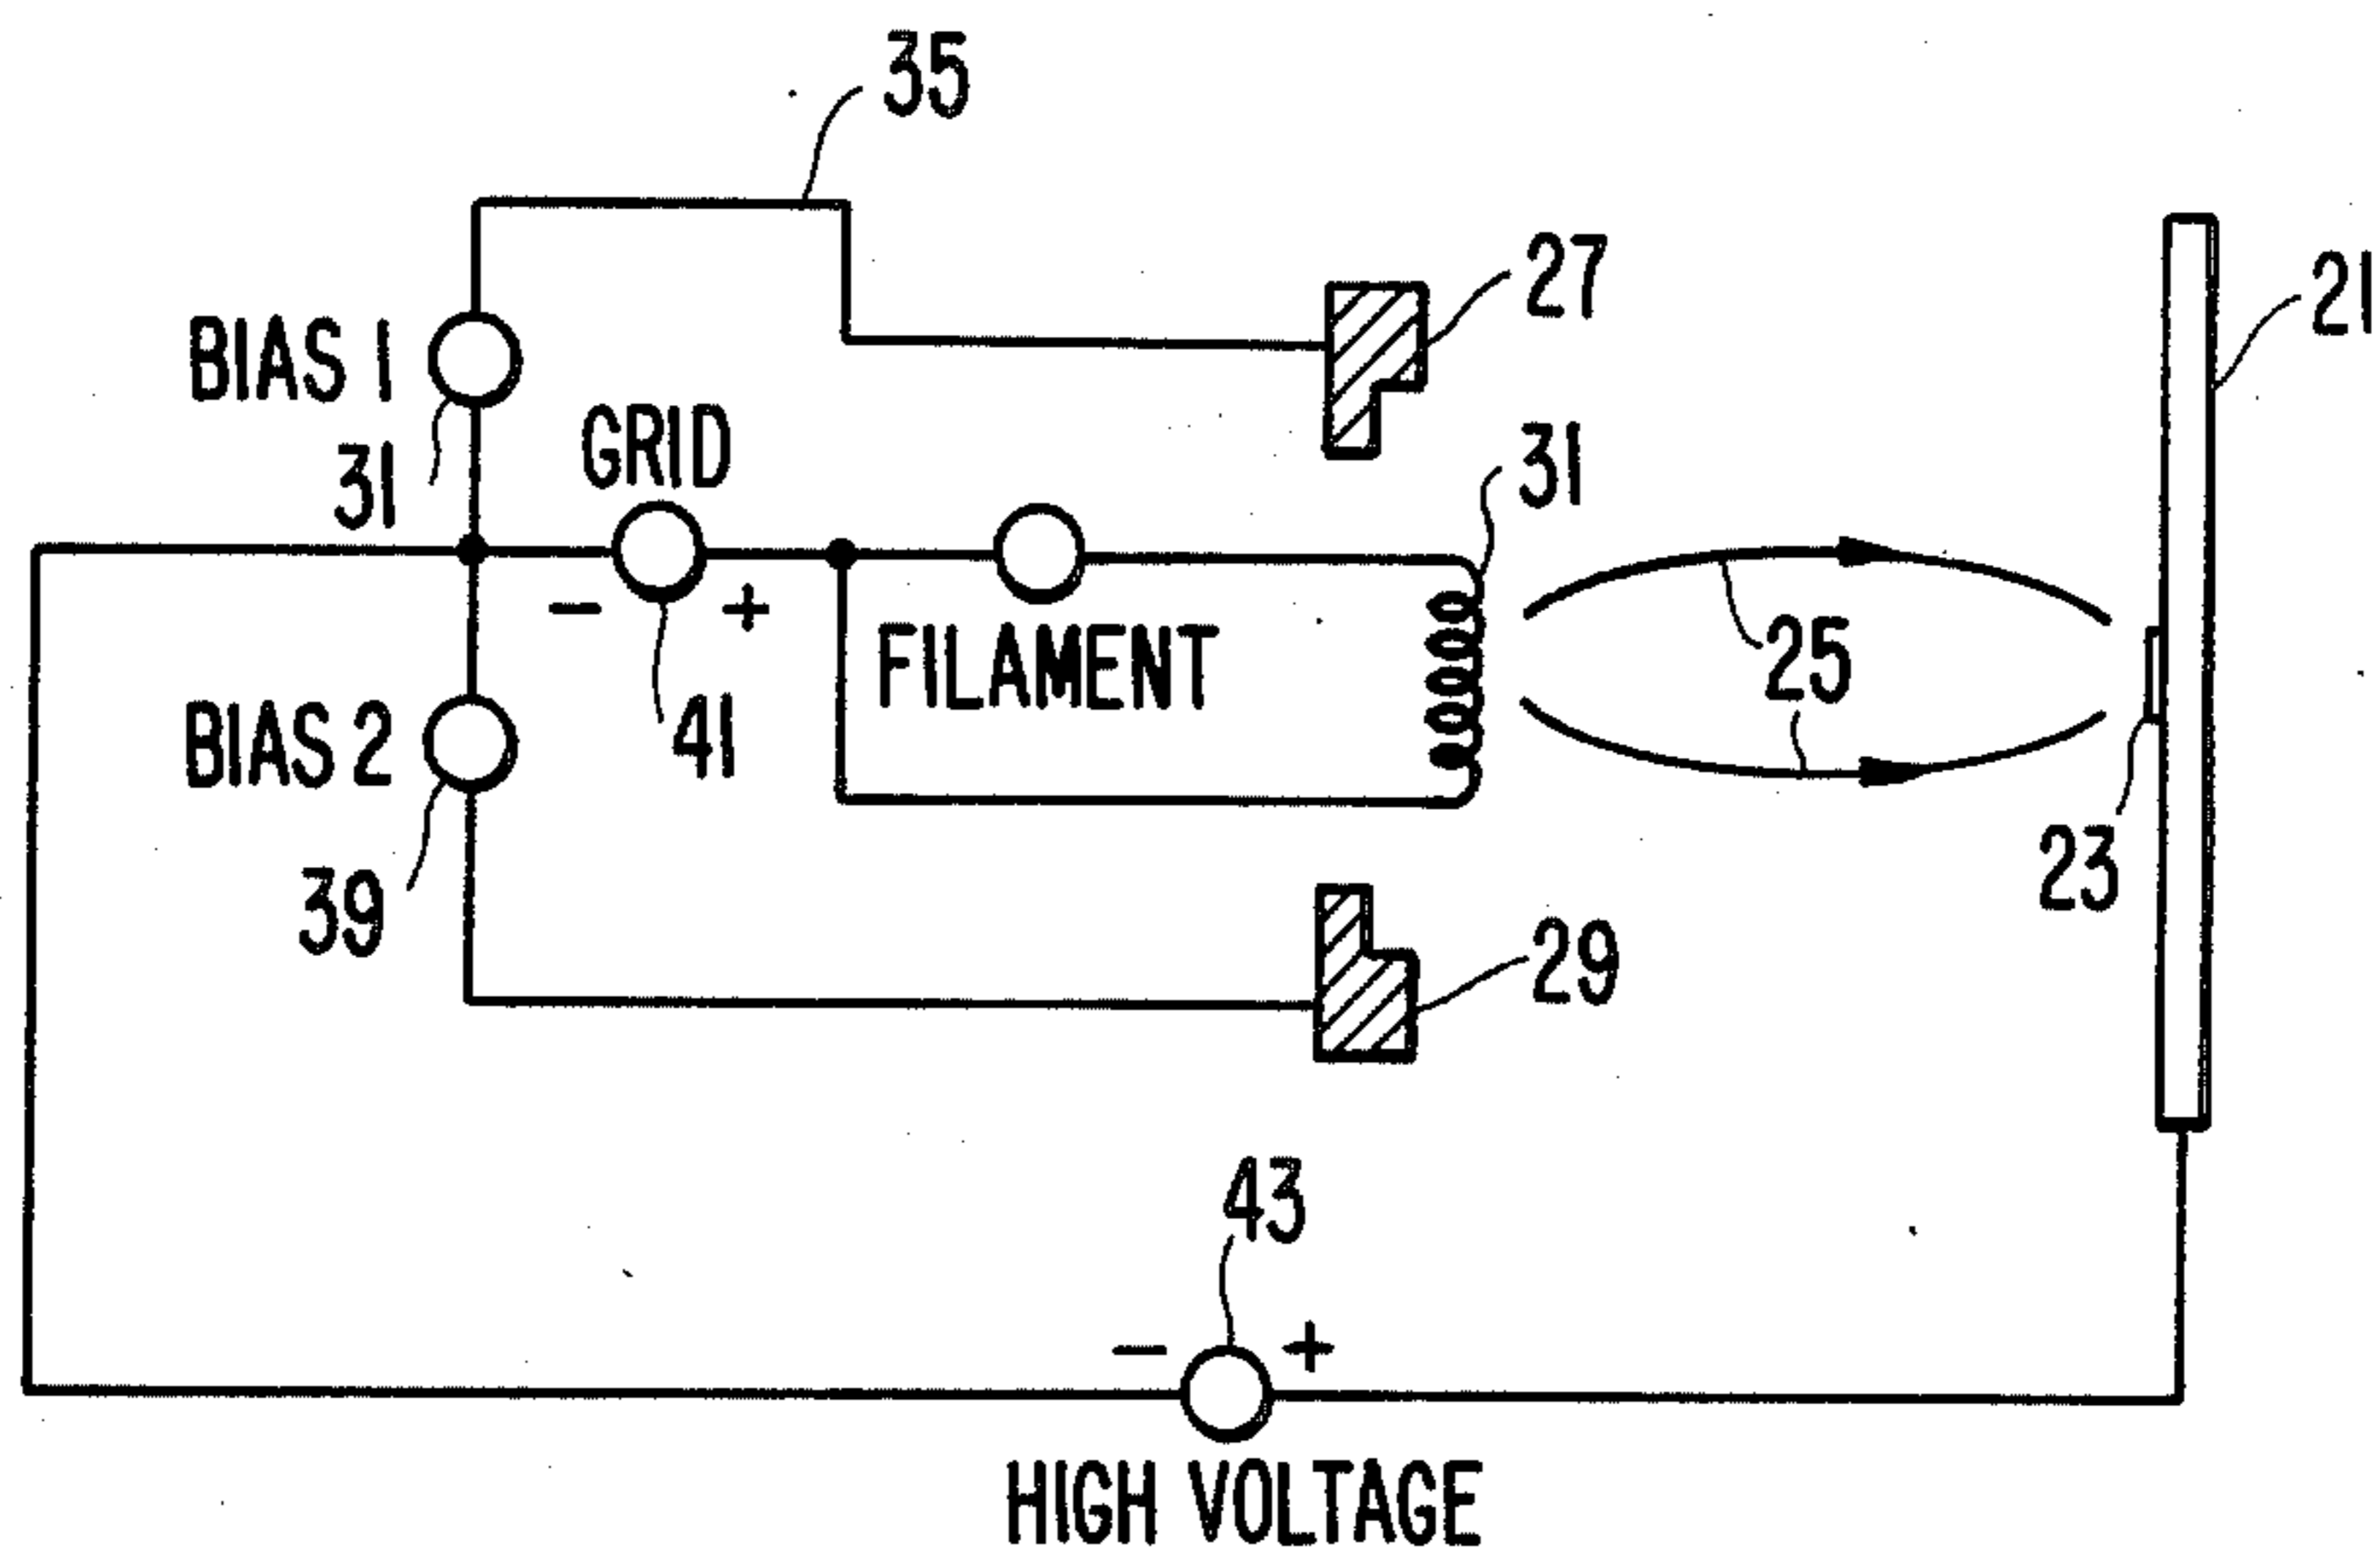 35
27
21
BIAS 1
GRID
31
31
- +
FILAMENT
25
BIAS 2
41
39
23
29
43
- +
HIGH VOLTAGE